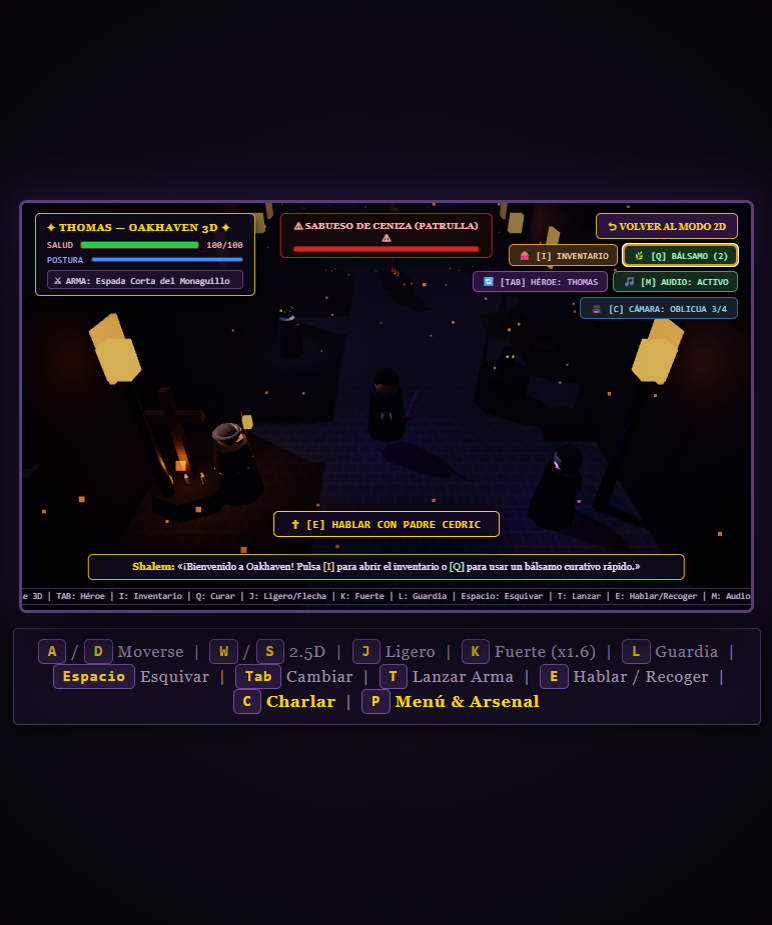 ✦ THOMAS — OAKHAVEN 3D ✦
SALUD 100/100
POSTURA
⚔ ARMA: Espada Corta del Monaguillo
⚠ SABUESO DE CENIZA (PATRULLA) ⚠
⮌ VOLVER AL MODO 2D
[I] INVENTARIO
[Q] BÁLSAMO (2)
[TAB] HÉROE: THOMAS
[M] AUDIO: ACTIVO
[C] CÁMARA: OBLICUA 3/4
✝ [E] HABLAR CON PADRE CEDRIC
Shalem: «¡Bienvenido a Oakhaven! Pulsa [I] para abrir el inventario o [Q] para usar un bálsamo curativo rápido.»
e 3D | TAB: Héroe | I: Inventario | Q: Curar | J: Ligero/Flecha | K: Fuerte | L: Guardia | Espacio: Esquivar | T: Lanzar | E: Hablar/Recoger | M: Audio
A / D Moverse | W / S 2.5D | J Ligero | K Fuerte (x1.6) | L Guardia |
Espacio Esquivar | Tab Cambiar | T Lanzar Arma | E Hablar / Recoger |
C Charlar | P Menú & Arsenal